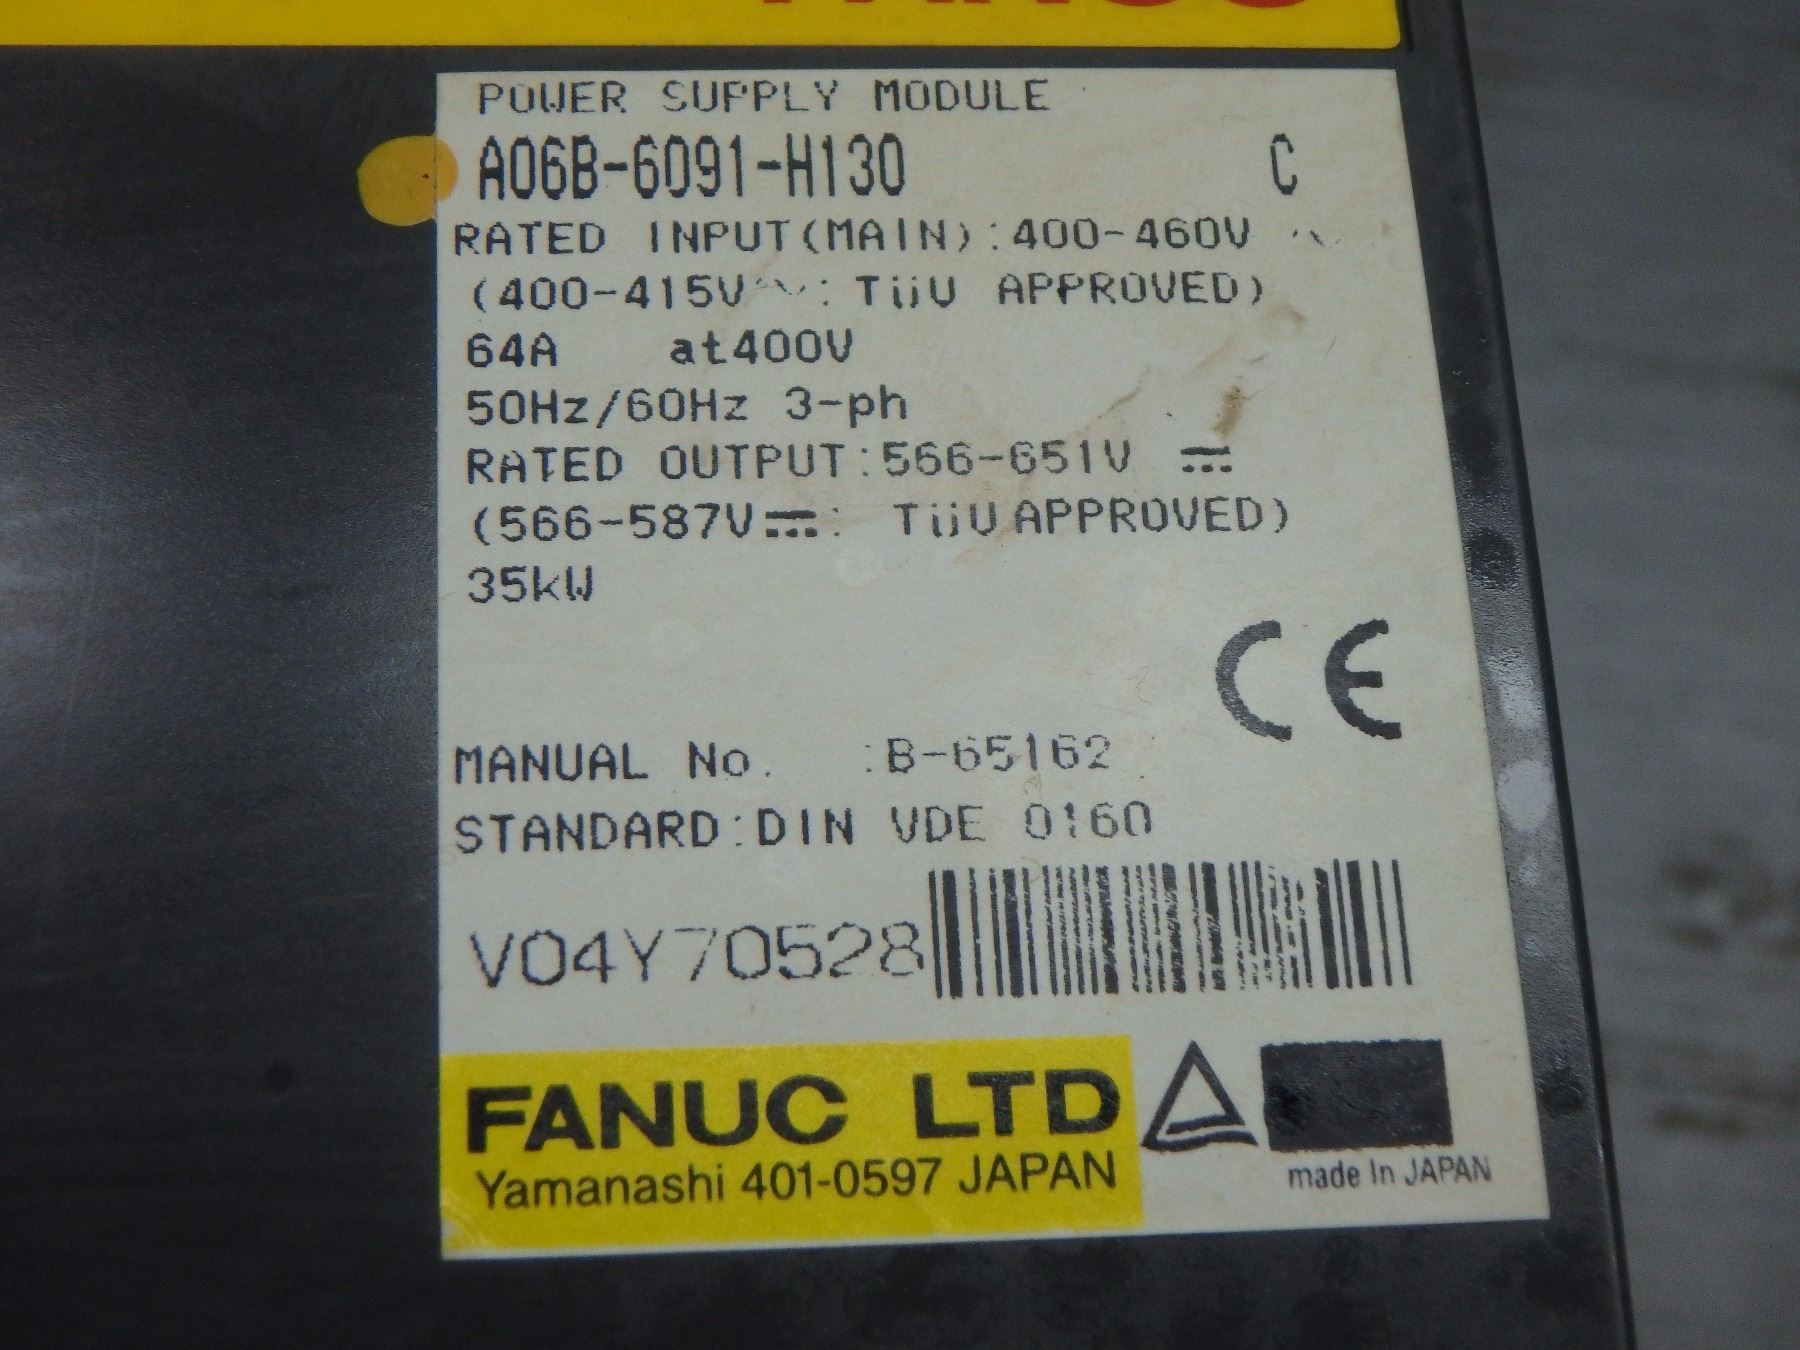 FANUC
POWER SUPPLY MODULE
A06B-6091-H130 C
RATED INPUT(MAIN):400-460V ~
(400-415V~: TüV APPROVED)
64A at400V
50Hz/60Hz 3-ph
RATED OUTPUT:566-651V ⎓
(566-587V⎓: TüV APPROVED)
35kW
CE
MANUAL No. :B-65162
STANDARD:DIN VDE 0160
V04Y70528
FANUC LTD
Yamanashi 401-0597 JAPAN
made In JAPAN